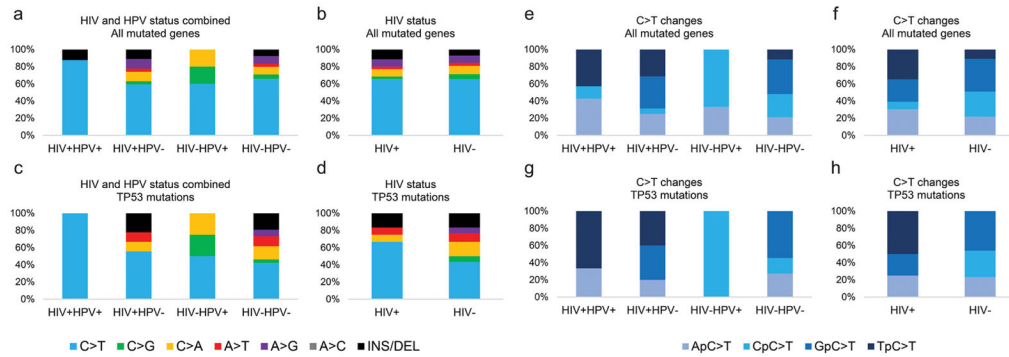 a
HIV and HPV status combined
All mutated genes
100%
80%
60%
40%
20%
0%
HIV+HPV+ HIV+HPV- HIV-HPV+ HIV-HPV-
b
HIV status
All mutated genes
100%
80%
60%
40%
20%
0%
HIV+ HIV-
e
C>T changes
All mutated genes
100%
80%
60%
40%
20%
0%
HIV+HPV+ HIV+HPV- HIV-HPV+ HIV-HPV-
f
C>T changes
All mutated genes
100%
80%
60%
40%
20%
0%
HIV+ HIV-
c
HIV and HPV status combined
TP53 mutations
100%
80%
60%
40%
20%
0%
HIV+HPV+ HIV+HPV- HIV-HPV+ HIV-HPV-
d
HIV status
TP53 mutations
100%
80%
60%
40%
20%
0%
HIV+ HIV-
g
C>T changes
TP53 mutations
100%
80%
60%
40%
20%
0%
HIV+HPV+ HIV+HPV- HIV-HPV+ HIV-HPV-
h
C>T changes
TP53 mutations
100%
80%
60%
40%
20%
0%
HIV+ HIV-
C>T C>G C>A A>T A>G A>C INS/DEL
ApC>T CpC>T GpC>T TpC>T